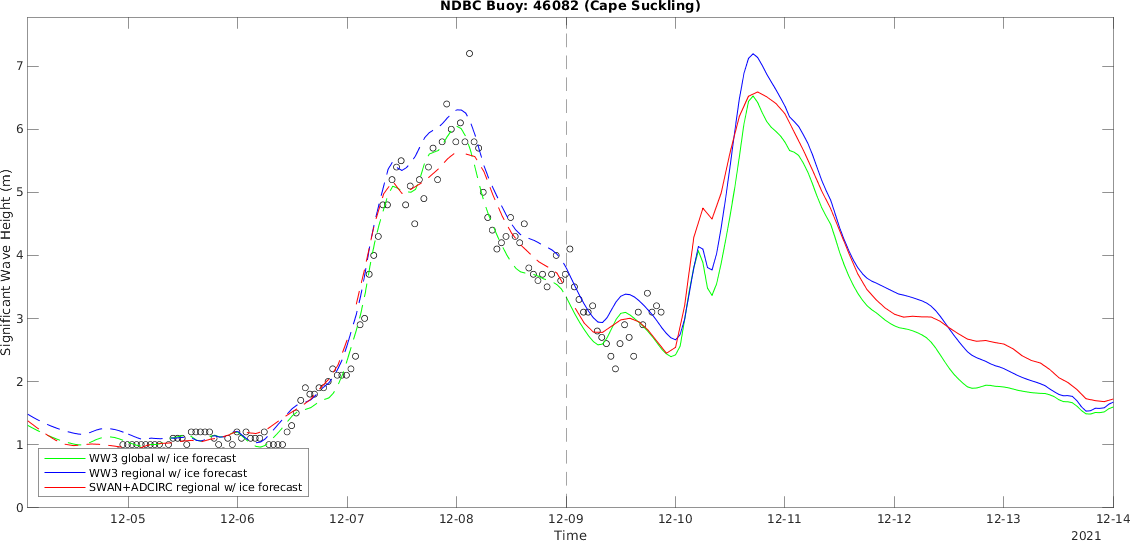 NDBC Buoy: 46082 (Cape Suckling)
Significant Wave Height (m)
7
6
5
4
3
2
1
0
WW3 global w/ ice forecast
WW3 regional w/ ice forecast
SWAN+ADCIRC regional w/ ice forecast
12-05 12-06 12-07 12-08 12-09 12-10 12-11 12-12 12-13 12-14
Time
2021